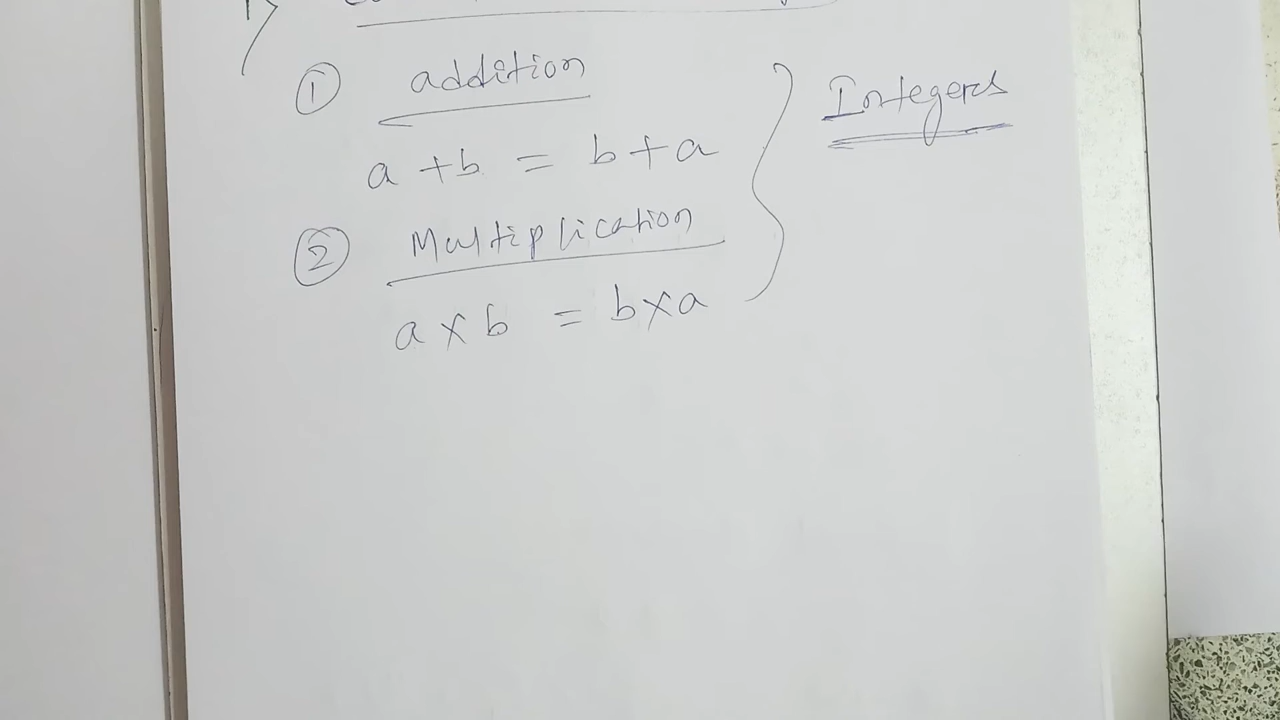 ① addition
a + b = b + a
Integers
② Multiplication
a × b = b × a